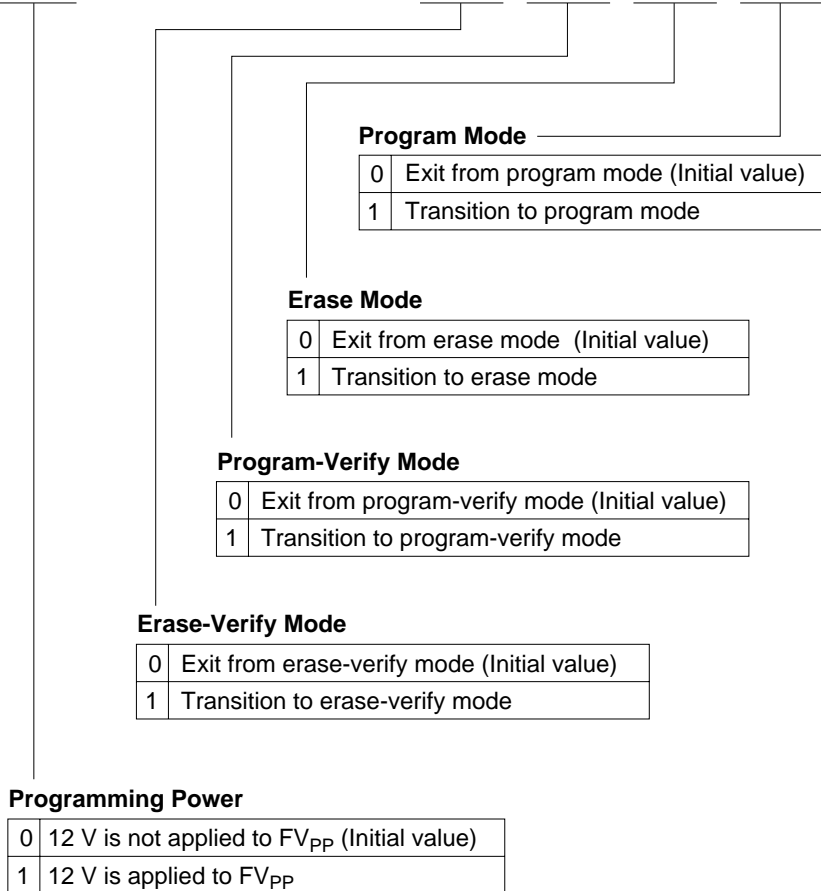 Program Mode
0 Exit from program mode (Initial value)
1 Transition to program mode
Erase Mode
0 Exit from erase mode (Initial value)
1 Transition to erase mode
Program-Verify Mode
0 Exit from program-verify mode (Initial value)
1 Transition to program-verify mode
Erase-Verify Mode
0 Exit from erase-verify mode (Initial value)
1 Transition to erase-verify mode
Programming Power
0 12 V is not applied to FVPP (Initial value)
1 12 V is applied to FVPP